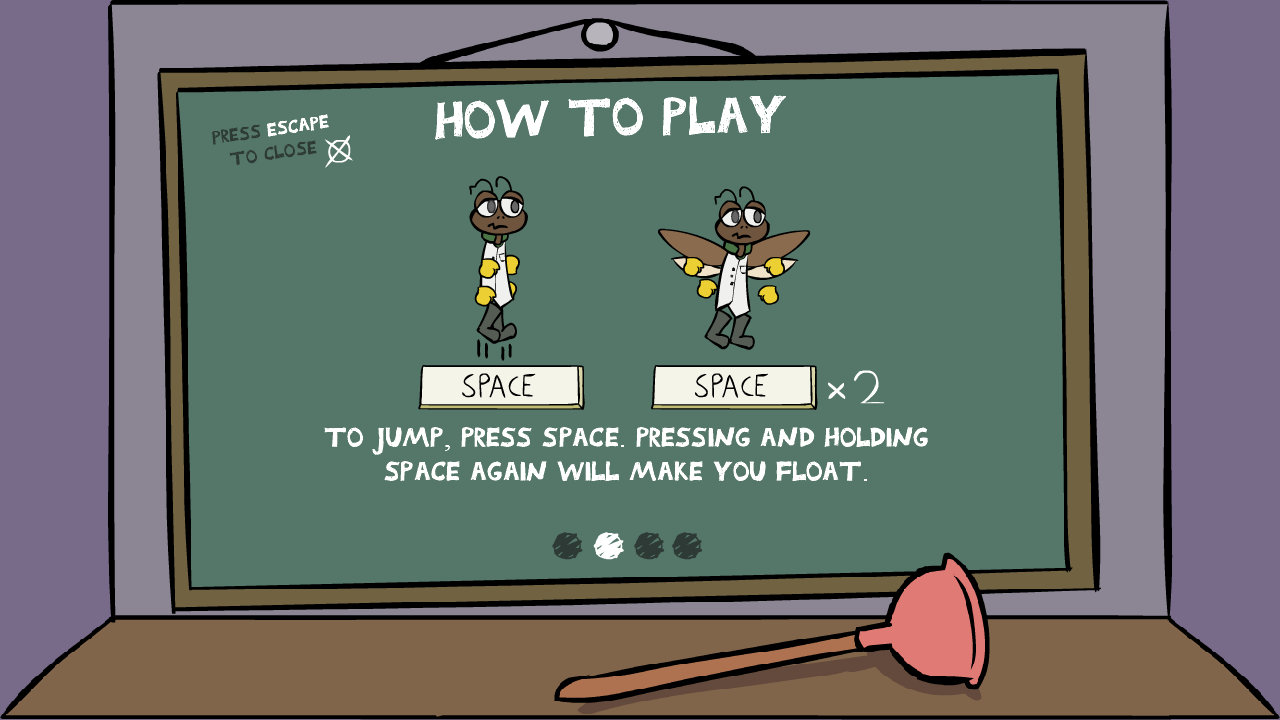 HOW TO PLAY
PRESS ESCAPE
TO CLOSE
SPACE
SPACE x 2
TO JUMP, PRESS SPACE. PRESSING AND HOLDING
SPACE AGAIN WILL MAKE YOU FLOAT.